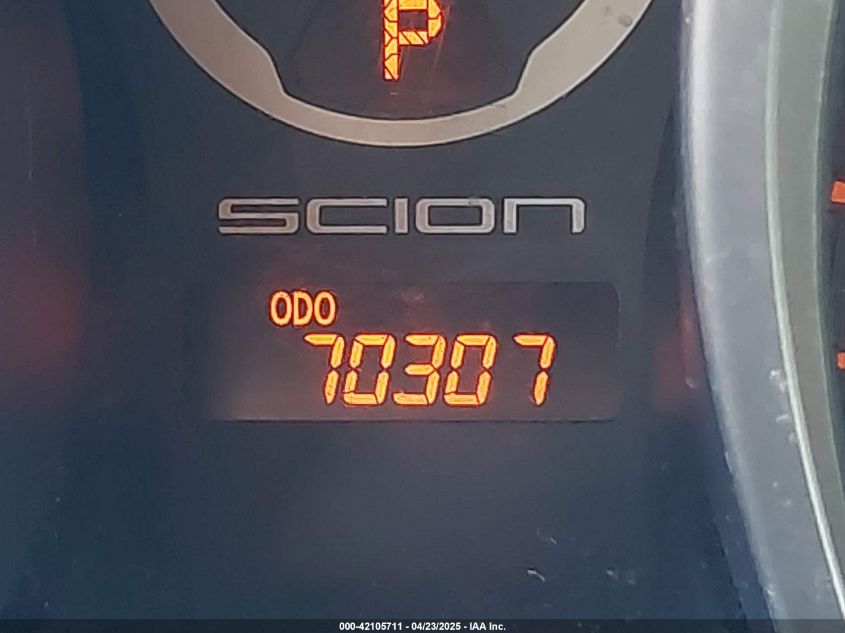 P
SCION
ODO
70307
000-42105711 - 04/23/2025 - IAA Inc.